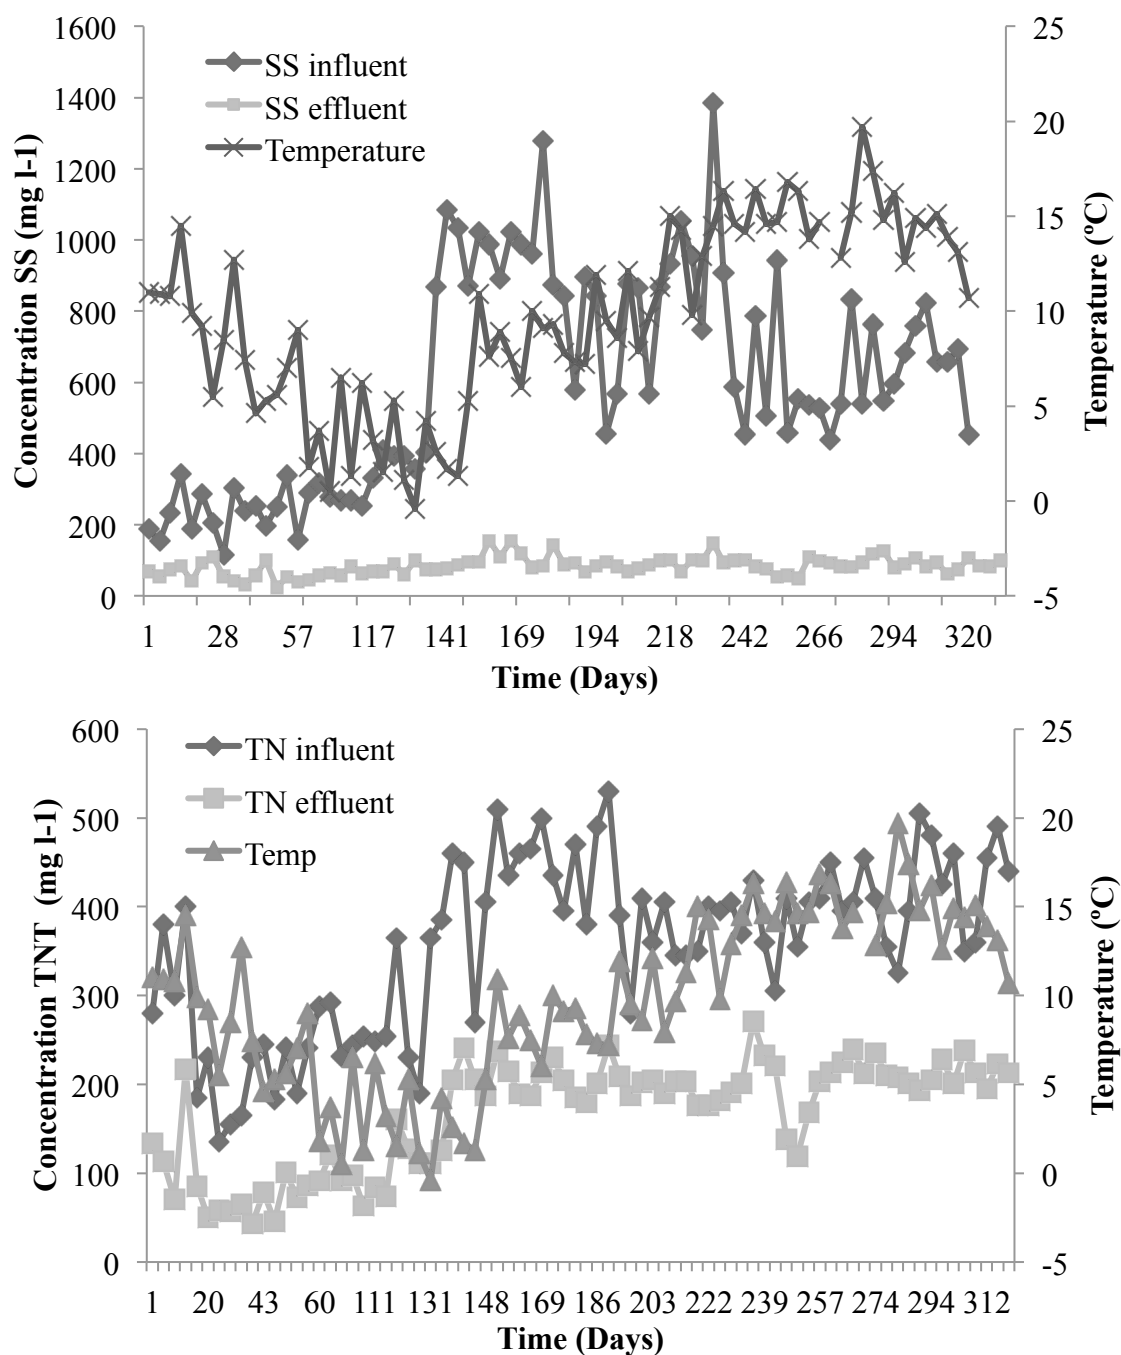 1600
1400
1200
1000
800
600
400
200
0
Concentration SS (mg l-1)
SS influent
SS effluent
Temperature
25
20
15
10
5
0
-5
Temperature (ºC)
1 28 57 117 141 169 194 218 242 266 294 320
Time (Days)
600
500
400
300
200
100
0
Concentration TNT (mg l-1)
TN influent
TN effluent
Temp
25
20
15
10
5
0
-5
Temperature (ºC)
1 20 43 60 111 131 148 169 186 203 222 239 257 274 294 312
Time (Days)